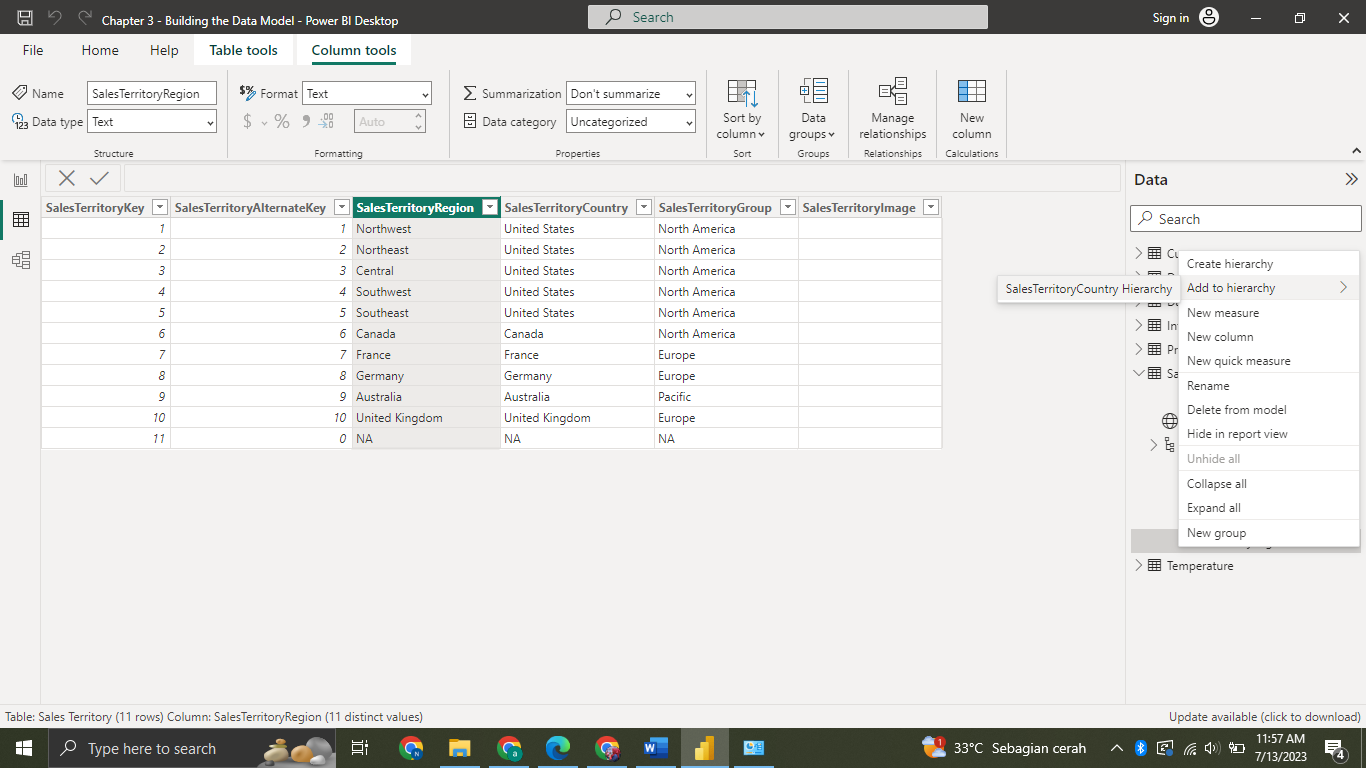 Chapter 3 - Building the Data Model - Power BI Desktop
Search
Sign in
File Home Help Table tools Column tools
Name SalesTerritoryRegion
Data type Text
Structure
Format Text
$ % Auto
Formatting
Summarization Don't summarize
Data category Uncategorized
Properties
Sort by column
Sort
Data groups
Groups
Manage relationships
Relationships
New column
Calculations
SalesTerritoryKey SalesTerritoryAlternateKey SalesTerritoryRegion SalesTerritoryCountry SalesTerritoryGroup SalesTerritoryImage
1 1 Northwest United States North America
2 2 Northeast United States North America
3 3 Central United States North America
4 4 Southwest United States North America
5 5 Southeast United States North America
6 6 Canada Canada North America
7 7 France France Europe
8 8 Germany Germany Europe
9 9 Australia Australia Pacific
10 10 United Kingdom United Kingdom Europe
11 0 NA NA NA
Data
Search
SalesTerritoryCountry Hierarchy
Create hierarchy
Add to hierarchy
New measure
New column
New quick measure
Rename
Delete from model
Hide in report view
Unhide all
Collapse all
Expand all
New group
Temperature
Table: Sales Territory (11 rows) Column: SalesTerritoryRegion (11 distinct values)
Update available (click to download)
Type here to search
33°C Sebagian cerah
11:57 AM
7/13/2023
4